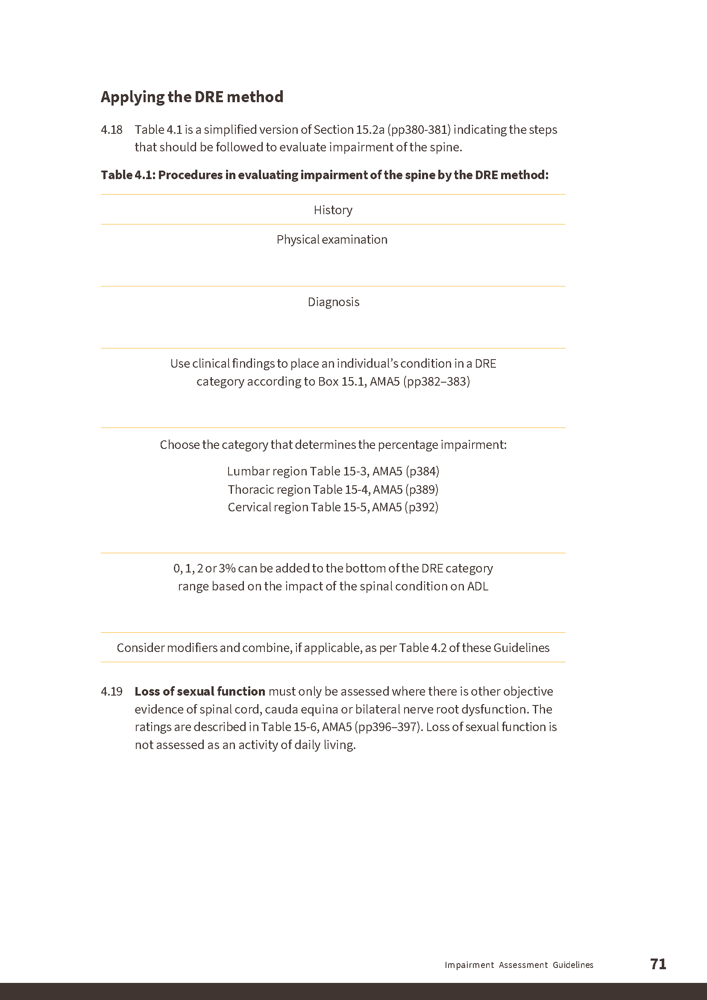 Applying the DRE method
4.18 Table 4.1 is a simplified version of Section 15.2a (pp380-381) indicating the steps
that should be followed to evaluate impairment of the spine.
Table 4.1: Procedures in evaluating impairment of the spine by the DRE method:
History
Physical examination
Diagnosis
Use clinical findings to place an individual’s condition in a DRE
category according to Box 15.1, AMA5 (pp382–383)
Choose the category that determines the percentage impairment:
Lumbar region Table 15-3, AMA5 (p384)
Thoracic region Table 15-4, AMA5 (p389)
Cervical region Table 15-5, AMA5 (p392)
0, 1, 2 or 3% can be added to the bottom of the DRE category
range based on the impact of the spinal condition on ADL
Consider modifiers and combine, if applicable, as per Table 4.2 of these Guidelines
4.19 Loss of sexual function must only be assessed where there is other objective
evidence of spinal cord, cauda equina or bilateral nerve root dysfunction. The
ratings are described in Table 15-6, AMA5 (pp396–397). Loss of sexual function is
not assessed as an activity of daily living.
Impairment Assessment Guidelines 71